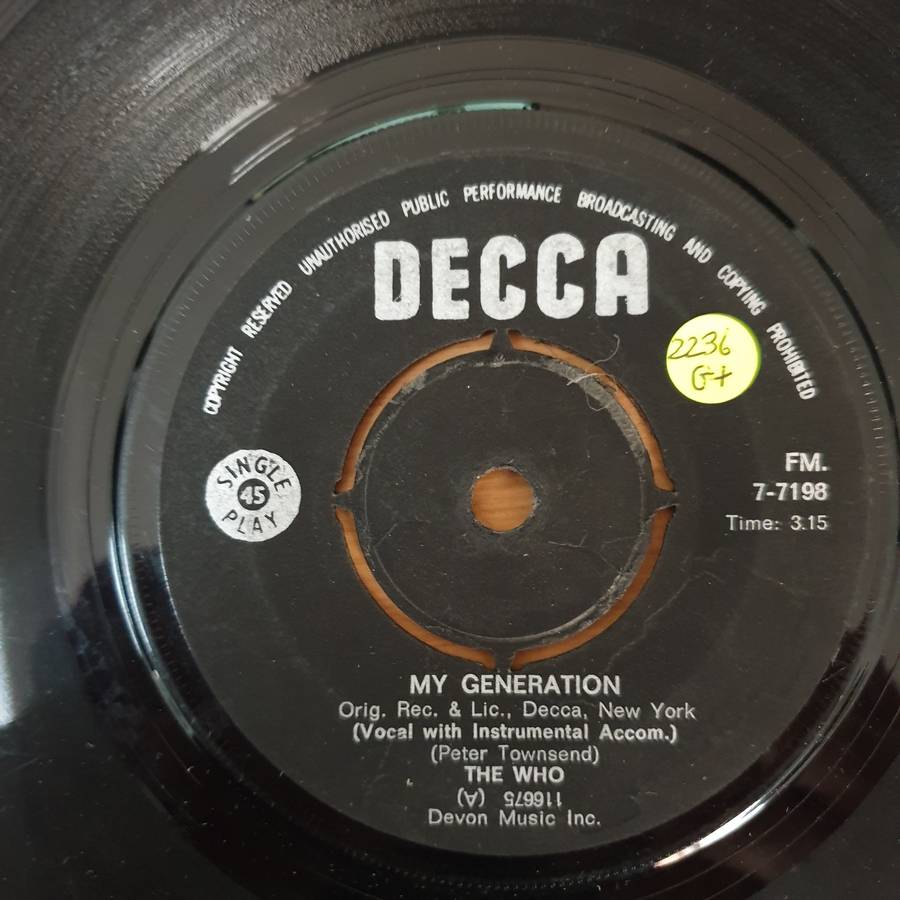 COPYRIGHT RESERVED UNAUTHORISED PUBLIC PERFORMANCE BROADCASTING AND COPYING PROHIBITED
DECCA
2236
G+
SINGLE
45
PLAY
FM.
7-7198
Time: 3.15
MY GENERATION
Orig. Rec. & Lic., Decca, New York
(Vocal with Instrumental Accom.)
(Peter Townsend)
THE WHO
116675 (A)
Devon Music Inc.